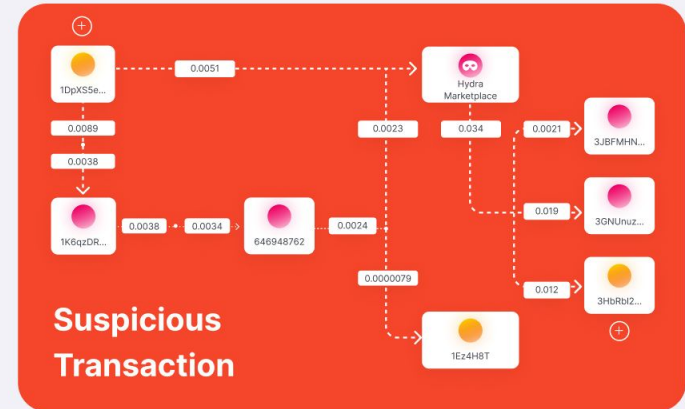 0.0051
1DpXS5e...
Hydra
Marketplace
0.0089
0.0023
0.034
0.0021
3JBFMHN...
0.0038
0.0038
0.0034
0.0024
0.019
1K6qzDR...
646948762
3GNUnuz...
0.0000079
0.012
3HbRbI2...
Suspicious
Transaction
1Ez4H8T